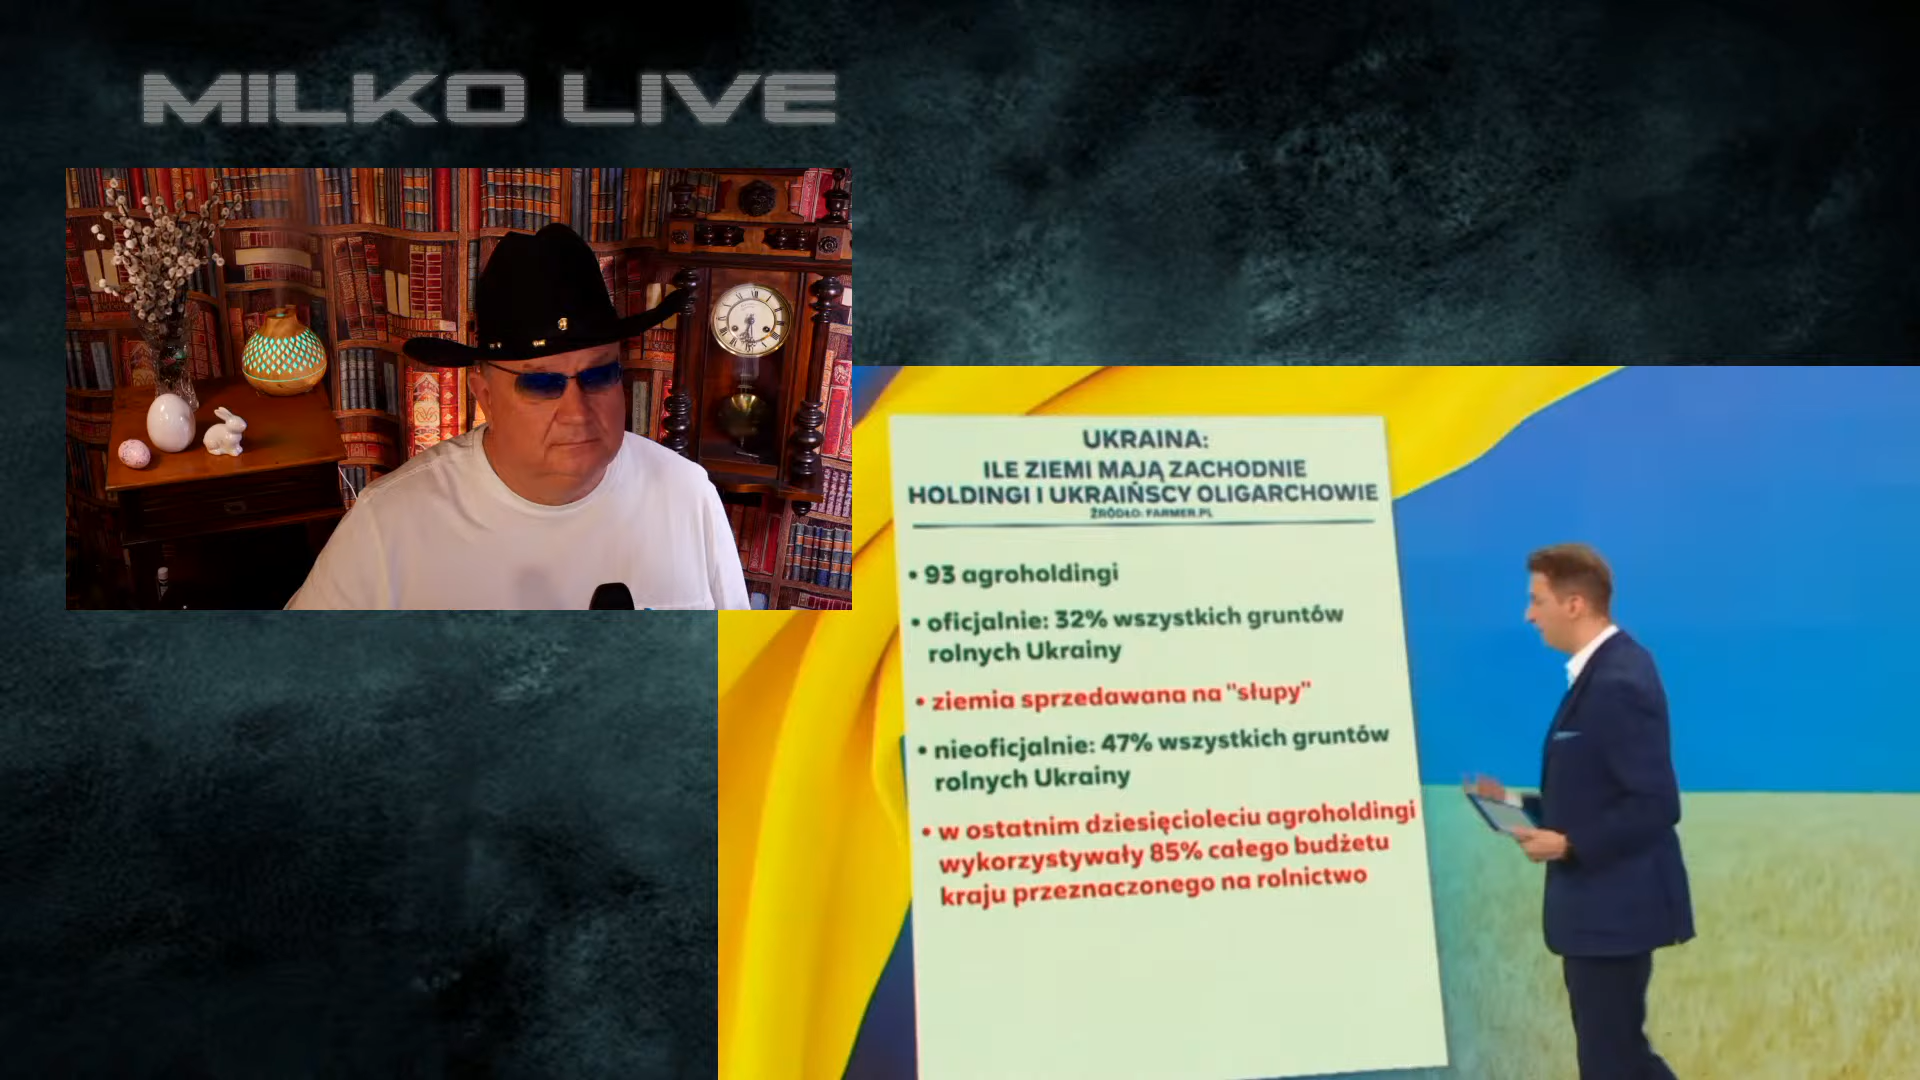 MILKO LIVE
UKRAINA:
ILE ZIEMI MAJĄ ZACHODNIE
HOLDINGI I UKRAIŃSCY OLIGARCHOWIE
ŹRÓDŁO: FARMER.PL
• 93 agroholdingi
• oficjalnie: 32% wszystkich gruntów
rolnych Ukrainy
• ziemia sprzedawana na "słupy"
• nieoficjalnie: 47% wszystkich gruntów
rolnych Ukrainy
• w ostatnim dziesięcioleciu agroholdingi
wykorzystywały 85% całego budżetu
kraju przeznaczonego na rolnictwo